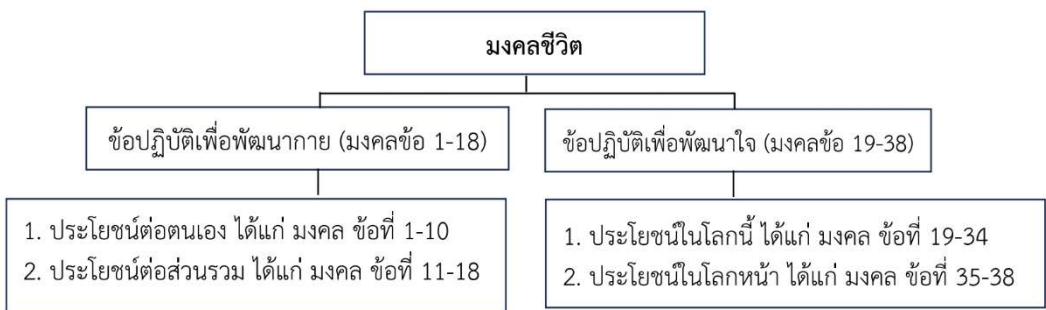 มงคลชีวิต
ข้อปฏิบัติเพื่อพัฒนากาย (มงคลข้อ 1-18)
ข้อปฏิบัติเพื่อพัฒนาใจ (มงคลข้อ 19-38)
1. ประโยชน์ต่อตนเอง ได้แก่ มงคล ข้อที่ 1-10
2. ประโยชน์ต่อส่วนรวม ได้แก่ มงคล ข้อที่ 11-18
1. ประโยชน์ในโลกนี้ ได้แก่ มงคล ข้อที่ 19-34
2. ประโยชน์ในโลกหน้า ได้แก่ มงคล ข้อที่ 35-38